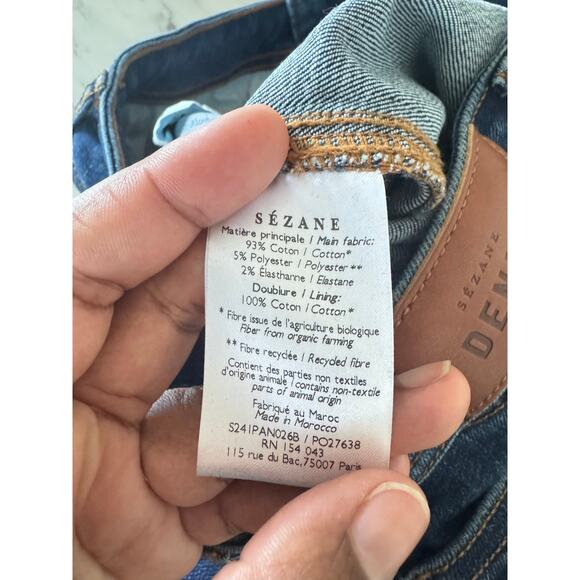 SÉZANE
Matière principale / Main fabric:
93% Coton / Cotton*
5% Polyester / Polyester **
2% Élasthanne / Elastane
Doublure / Lining:
100% Coton / Cotton*
* Fibre issue de l'agriculture biologique
Fiber from organic farming
** Fibre recyclée / Recycled fibre
Contient des parties non textiles
d'origine animale / contains non-textile
parts of animal origin
Fabriqué au Maroc
Made in Morocco
S241PAN026B / PO27638
RN 154 043
115 rue du Bac, 75007 Paris
SÉZANE